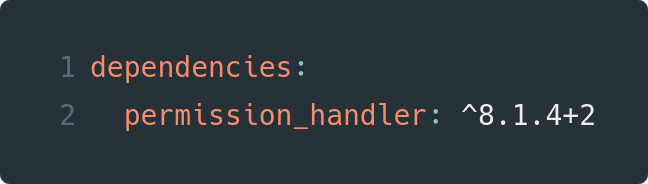 1 dependencies:
2   permission_handler: ^8.1.4+2